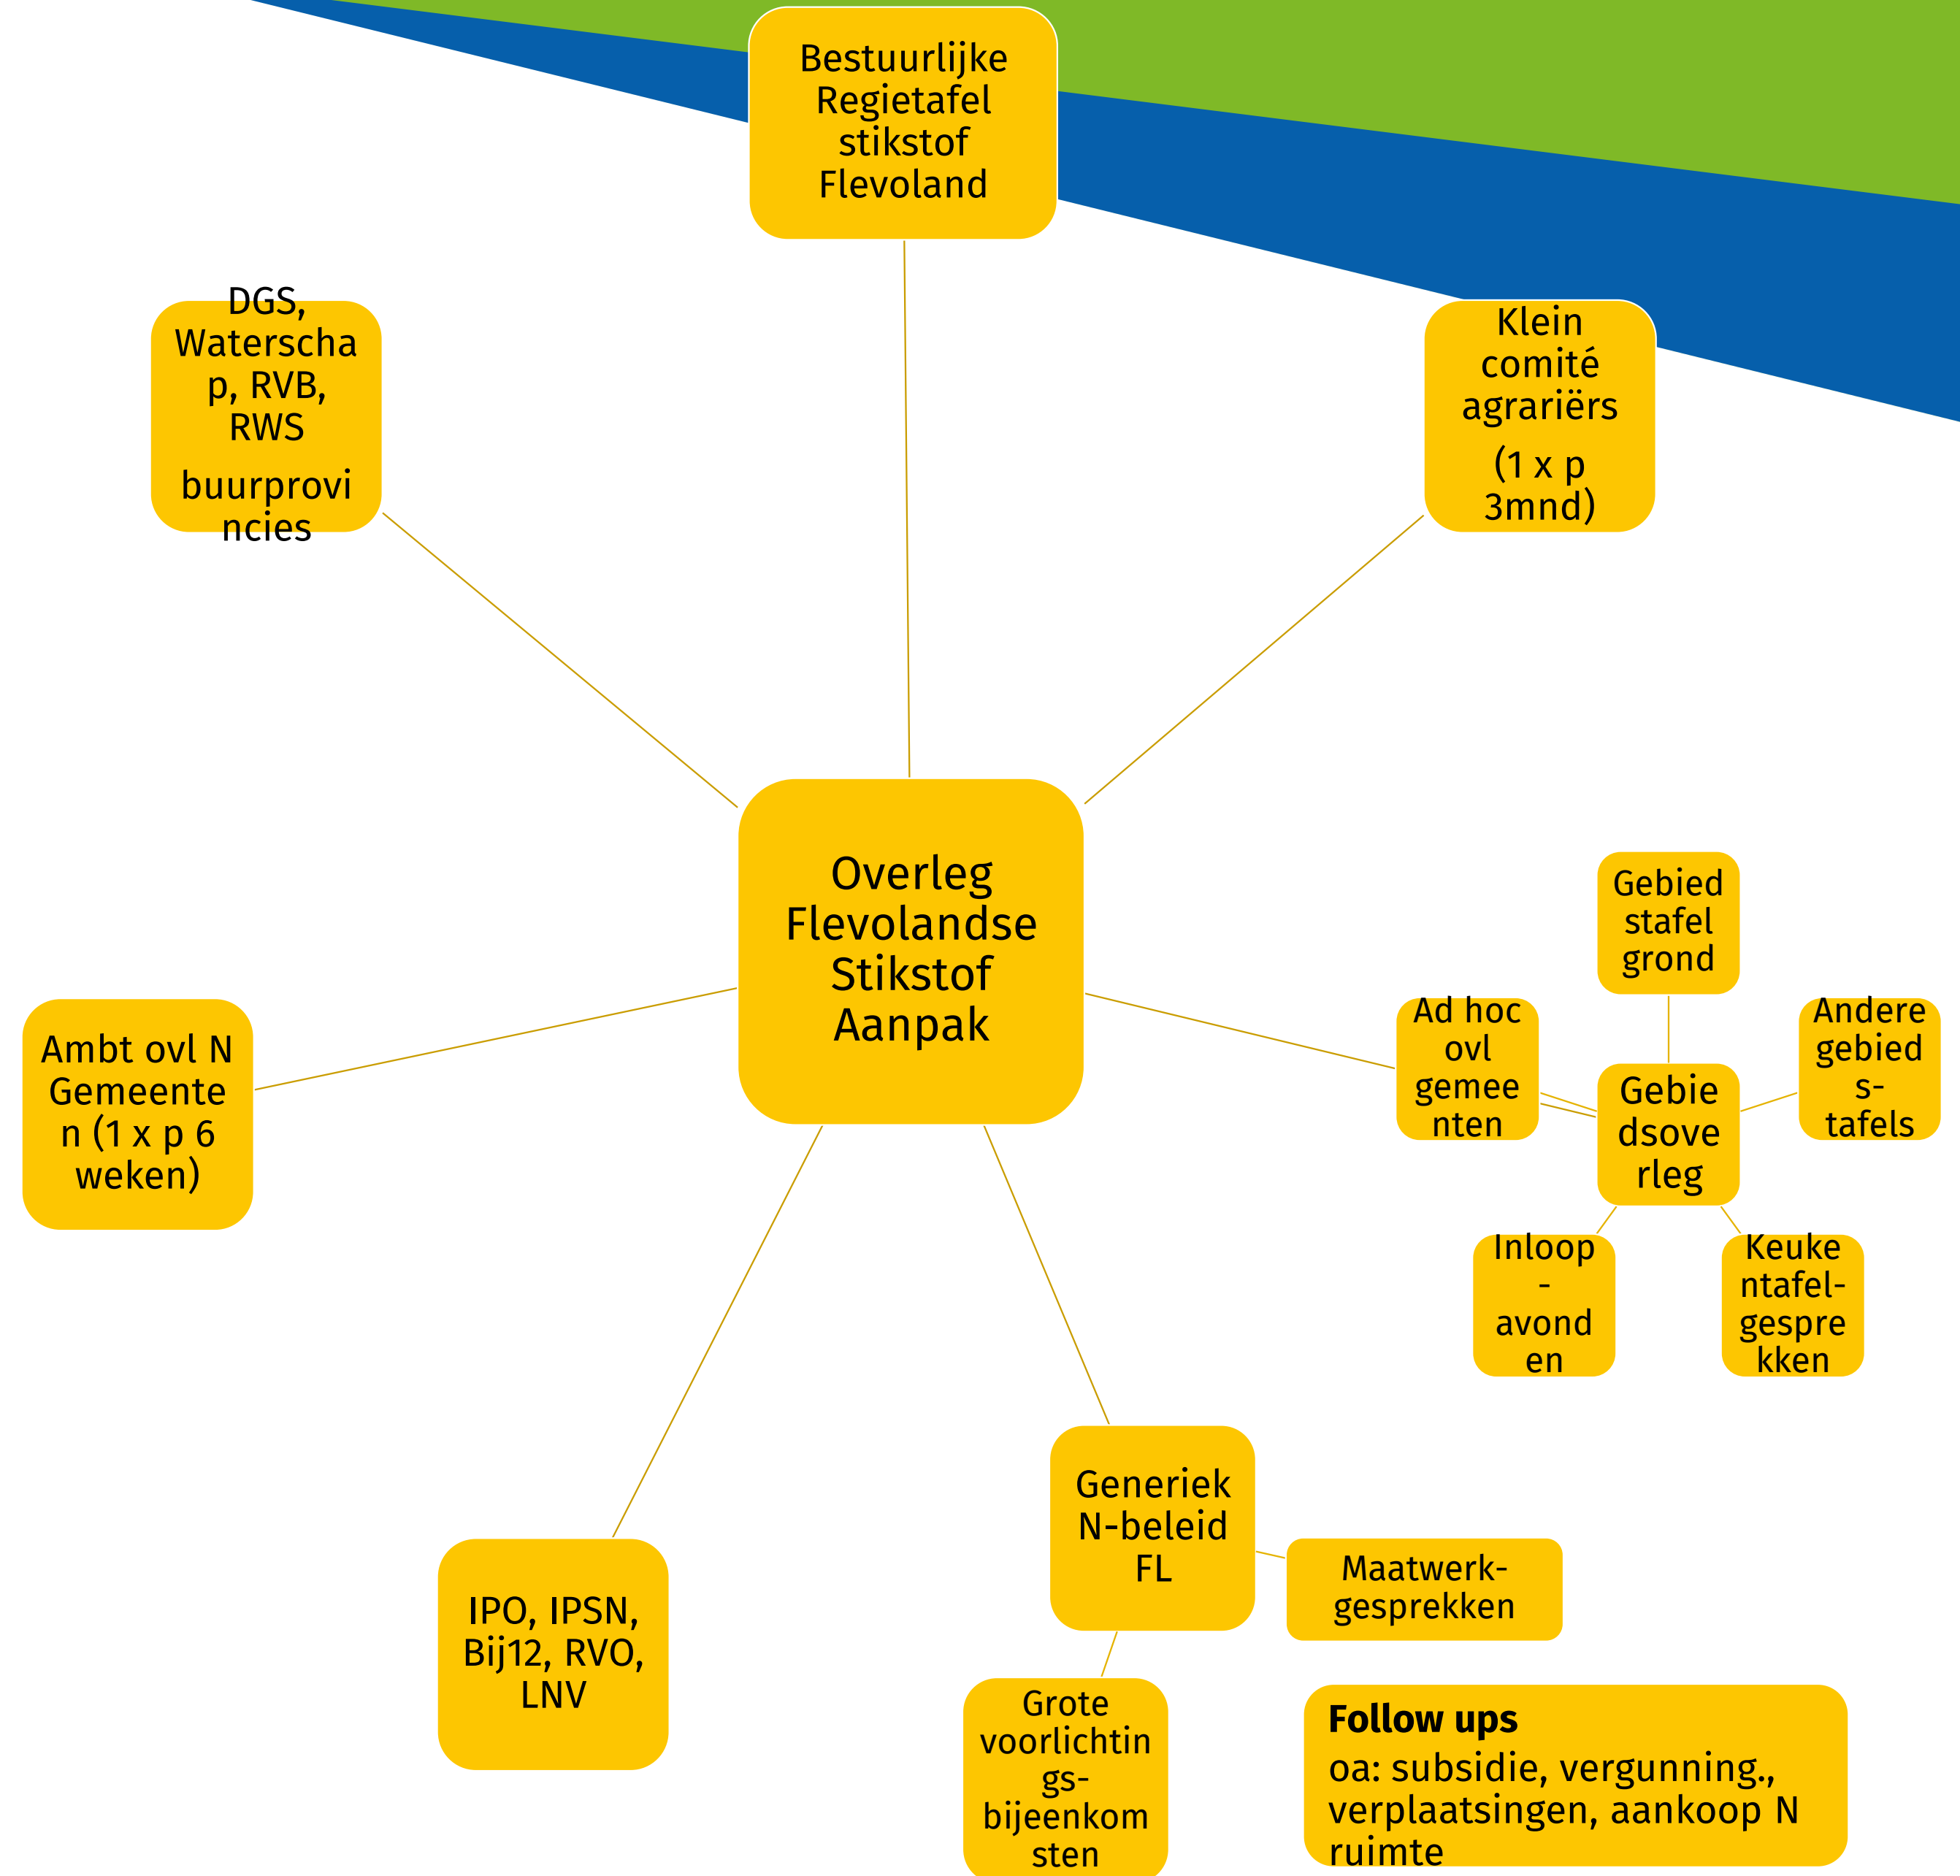 Bestuurlijke
Regietafel
stikstof
Flevoland
DGS,
Waterscha
p, RVB,
RWS
buurprovi
ncies
Klein
comité
agrariërs
(1 x p
3mnd)
Overleg
Flevolandse
Stikstof
Aanpak
Gebied
stafel
grond
Ad hoc
ovl
gemee
nten
Andere
gebied
s-
tafels
Gebie
dsove
rleg
Ambt ovl N
Gemeente
n (1 x p 6
weken)
Inloop
-
avond
en
Keuke
ntafel-
gespre
kken
Generiek
N-beleid
FL
Maatwerk-
gesprekken
IPO, IPSN,
Bij12, RVO,
LNV
Grote
voorlichtin
gs-
bijeenkom
sten
Follow ups
oa: subsidie, vergunning.,
verplaatsingen, aankoop N
ruimte